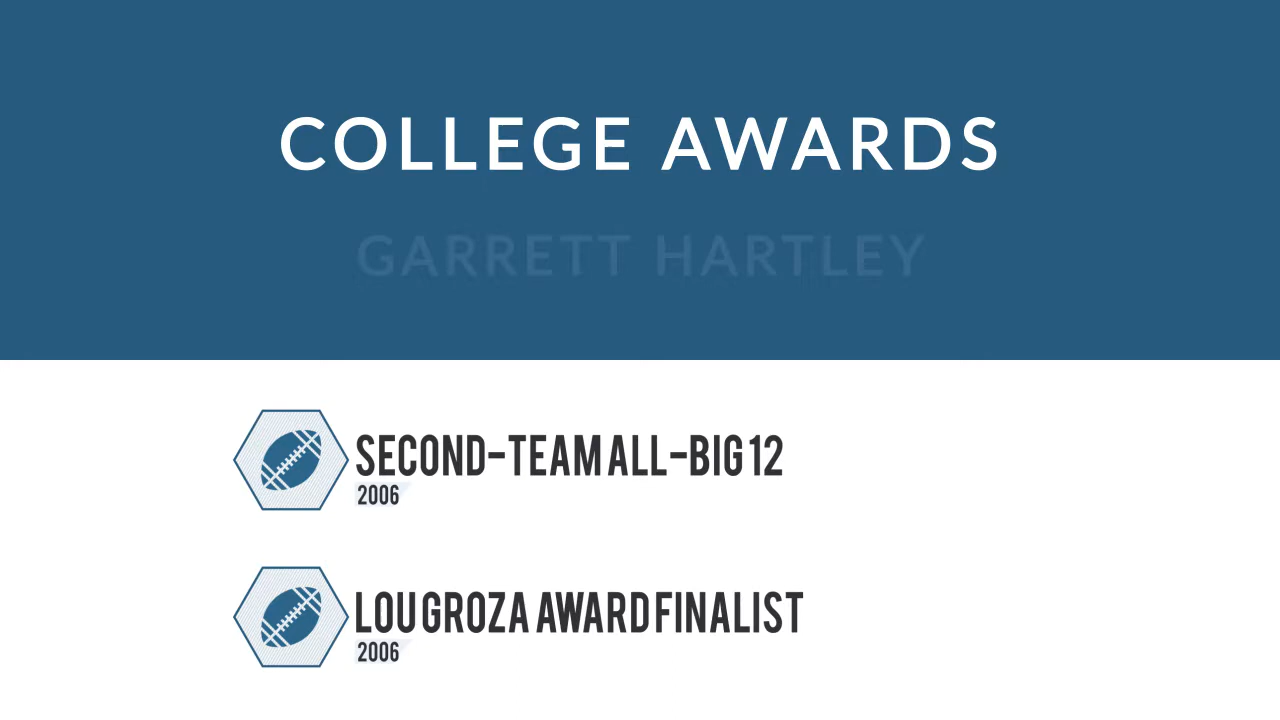 COLLEGE AWARDS
GARRETT HARTLEY
SECOND-TEAM ALL-BIG 12
2006
LOU GROZA AWARD FINALIST
2006